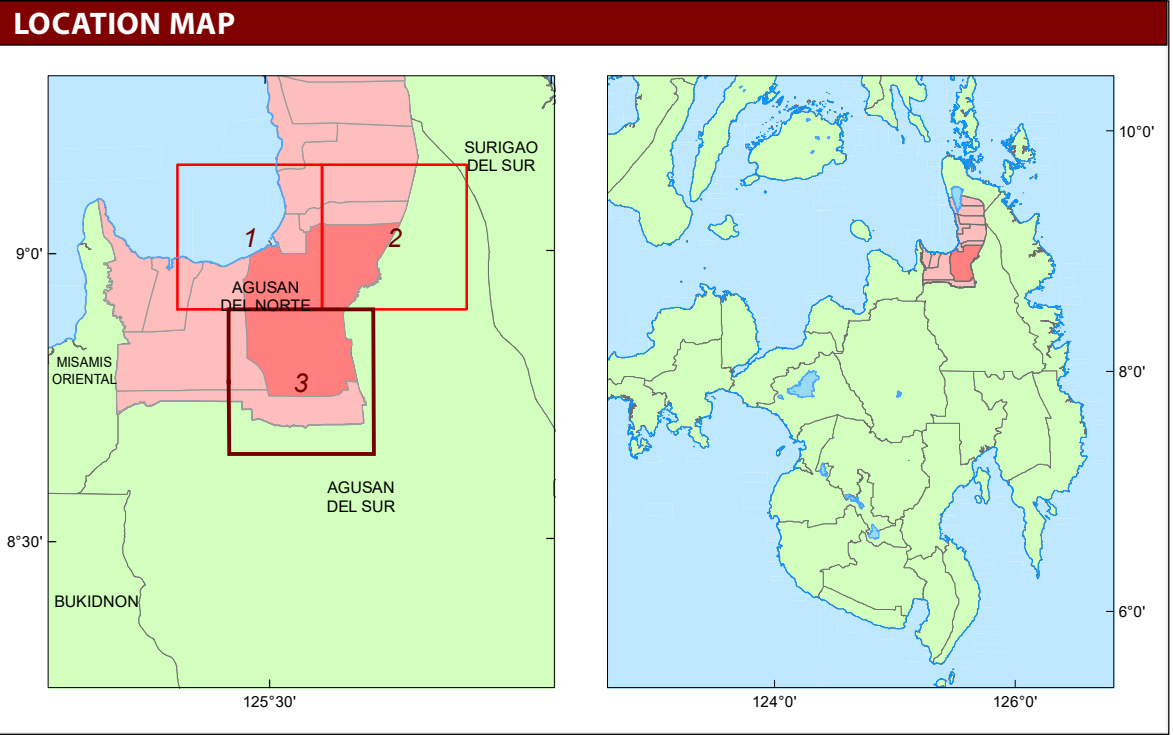 LOCATION MAP
SURIGAO
DEL SUR
1
2
9°0'
AGUSAN
DEL NORTE
MISAMIS
ORIENTAL
3
AGUSAN
DEL SUR
8°30'
BUKIDNON
125°30'
10°0'
8°0'
6°0'
124°0'
126°0'